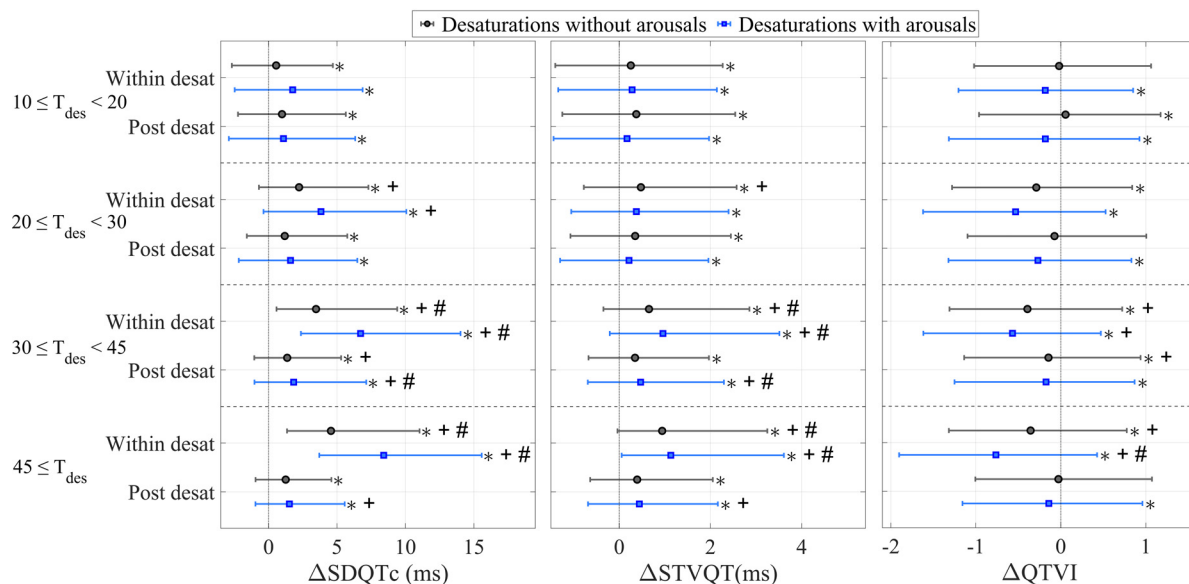 Desaturations without arousals Desaturations with arousals
10 ≤ T_des < 20
Within desat * * *
* * *
Post desat * * *
* * *
20 ≤ T_des < 30
Within desat * + * + *
* + * *
Post desat * *
* * *
30 ≤ T_des < 45
Within desat * + # * + # * +
* + # * + # * +
Post desat * + * * +
* + # * + # *
45 ≤ T_des
Within desat * + # * + # * +
* + # * + # * + #
Post desat * *
* + * + *
0 5 10 15 0 2 4 -2 -1 0 1
ΔSDQTc (ms) ΔSTVQT(ms) ΔQTVI